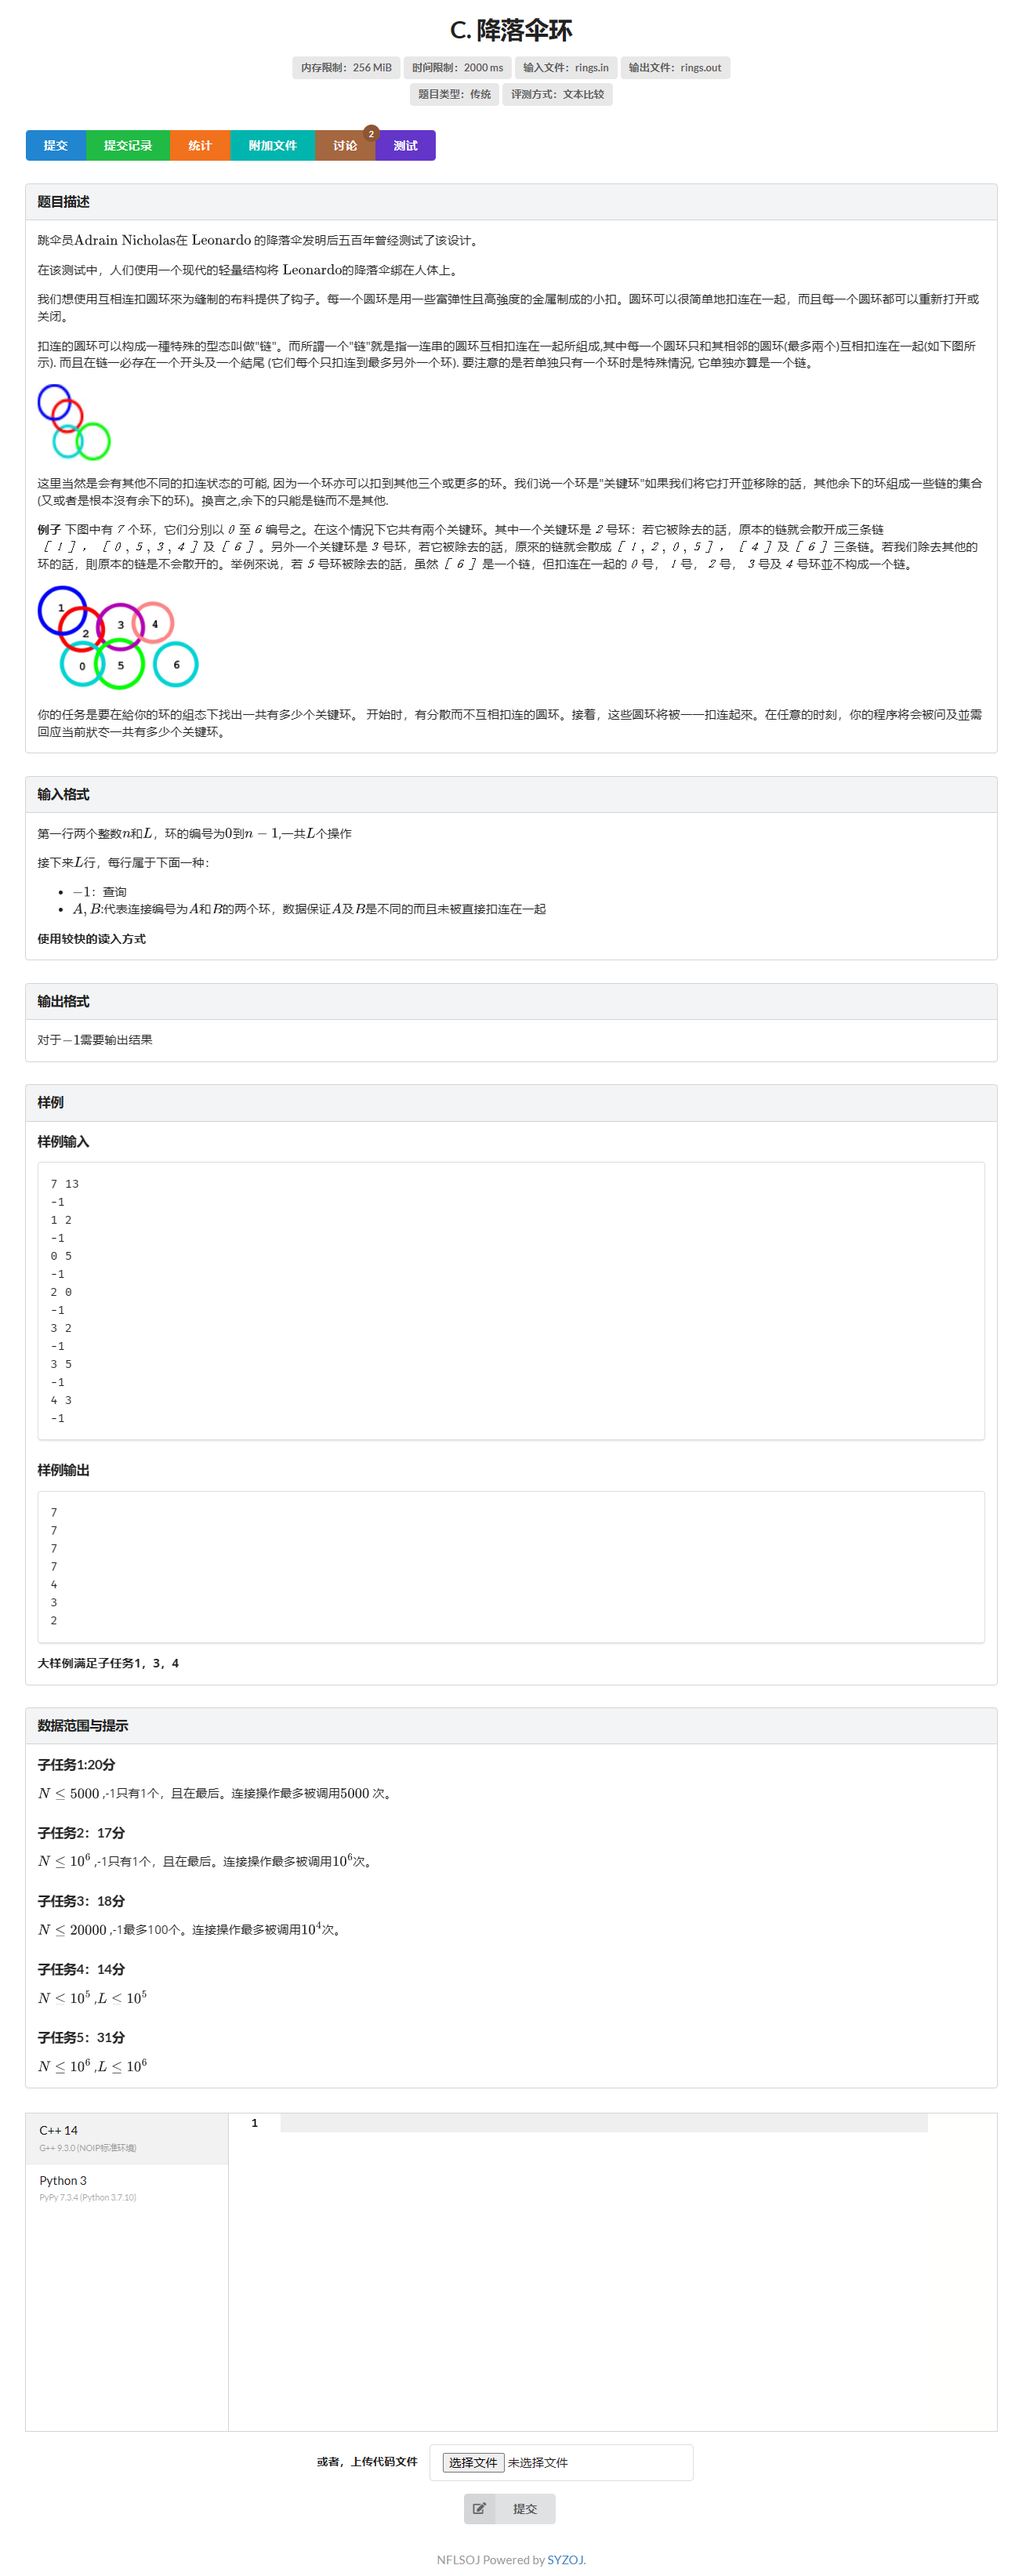 C. 降落伞环
内存限制：256 MiB 时间限制：2000 ms 输入文件：rings.in 输出文件：rings.out
题目类型：传统 评测方式：文本比较
提交 提交记录 统计 附加文件 讨论 2 测试
题目描述
跳伞员Adrain Nicholas在 Leonardo 的降落伞发明后五百年曾经测试了该设计。
在该测试中，人们使用一个现代的轻量结构将 Leonardo的降落伞绑在人体上。
我们想使用互相连扣圆环來为缝制的布料提供了钩子。每一个圆环是用一些富弹性且高強度的金属制成的小扣。圆环可以很简单地扣连在一起，而且每一个圆环都可以重新打开或
关闭。
扣连的圆环可以构成一種特殊的型态叫做"链"。而所謂一个"链"就是指一连串的圆环互相扣连在一起所组成,其中每一个圆环只和其相邻的圆环(最多兩个)互相扣连在一起(如下图所
示). 而且在链一必存在一个开头及一个結尾 (它们每个只扣连到最多另外一个环). 要注意的是若单独只有一个环时是特殊情況, 它单独亦算是一个链。
这里当然是会有其他不同的扣连状态的可能, 因为一个环亦可以扣到其他三个或更多的环。我们说一个环是"关键环"如果我们将它打开並移除的話，其他余下的环組成一些链的集合
(又或者是根本沒有余下的环)。换言之,余下的只能是链而不是其他.
例子 下图中有 7 个环，它们分別以 0 至 6 编号之。在这个情況下它共有兩个关键环。其中一个关键环是 2 号环：若它被除去的話，原本的链就会散开成三条链
［ 1 ］，［ 0 , 5 , 3 , 4 ］及［ 6 ］。另外一个关键环是 3 号环，若它被除去的話，原來的链就会散成［ 1 , 2 , 0 , 5 ］，［ 4 ］及［ 6 ］三条链。若我们除去其他的
环的話，則原本的链是不会散开的。举例來说，若 5 号环被除去的話，虽然［ 6 ］是一个链，但扣连在一起的 0 号， 1 号， 2 号， 3 号及 4 号环並不构成一个链。
1
2
3
4
0
5
6
你的任务是要在給你的环的組态下找出一共有多少个关键环。 开始时，有分散而不互相扣连的圆环。接着，这些圆环将被一一扣连起來。在任意的时刻，你的程序将会被问及並需
回应当前狀态一共有多少个关键环。
输入格式
第一行两个整数n和L，环的编号为0到n − 1,一共L个操作
接下来L行，每行属于下面一种：
• −1：查询
• A, B:代表连接编号为A和B的两个环，数据保证A及B是不同的而且未被直接扣连在一起
使用较快的读入方式
输出格式
对于−1需要输出结果
样例
样例输入
7 13
-1
1 2
-1
0 5
-1
2 0
-1
3 2
-1
3 5
-1
4 3
-1
样例输出
7
7
7
7
4
3
2
大样例满足子任务1，3，4
数据范围与提示
子任务1:20分
N ≤ 5000 ,-1只有1个，且在最后。连接操作最多被调用5000 次。
子任务2：17分
N ≤ 10⁶ ,-1只有1个，且在最后。连接操作最多被调用10⁶次。
子任务3：18分
N ≤ 20000 ,-1最多100个。连接操作最多被调用10⁴次。
子任务4：14分
N ≤ 10⁵ ,L ≤ 10⁵
子任务5：31分
N ≤ 10⁶ ,L ≤ 10⁶
C++ 14
G++ 9.3.0 (NOIP标准环境)
1
Python 3
PyPy 7.3.4 (Python 3.7.10)
或者，上传代码文件 选择文件 未选择文件
提交
NFLSOJ Powered by SYZOJ.